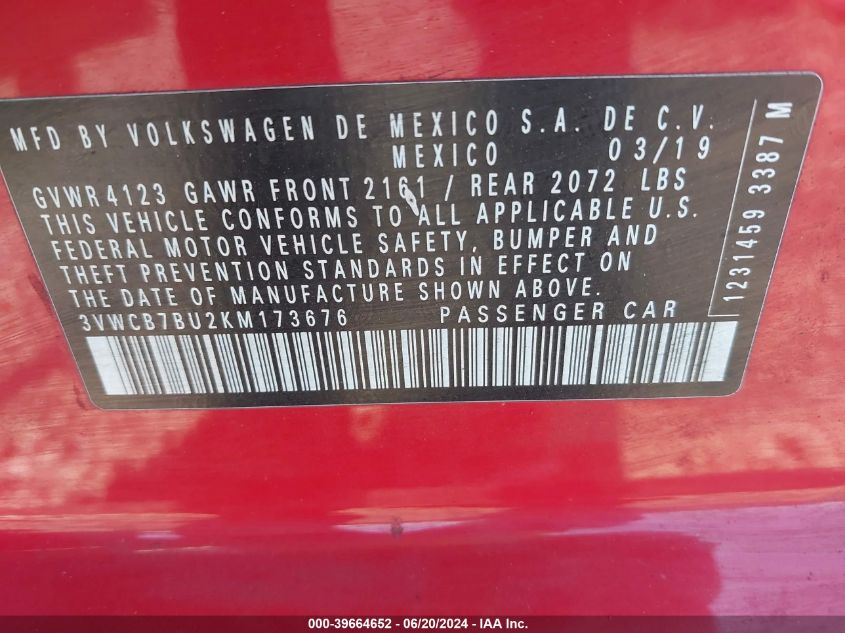 MFD BY VOLKSWAGEN DE MEXICO S.A. DE C.V.
MEXICO 03/19
GVWR 4123 GAWR FRONT 2161 / REAR 2072 LBS
THIS VEHICLE CONFORMS TO ALL APPLICABLE U.S.
FEDERAL MOTOR VEHICLE SAFETY, BUMPER AND
THEFT PREVENTION STANDARDS IN EFFECT ON
THE DATE OF MANUFACTURE SHOWN ABOVE.
3VWCB7BU2KM173676 PASSENGER CAR
1231459 3387 M
000-39664652 - 06/20/2024 - IAA Inc.